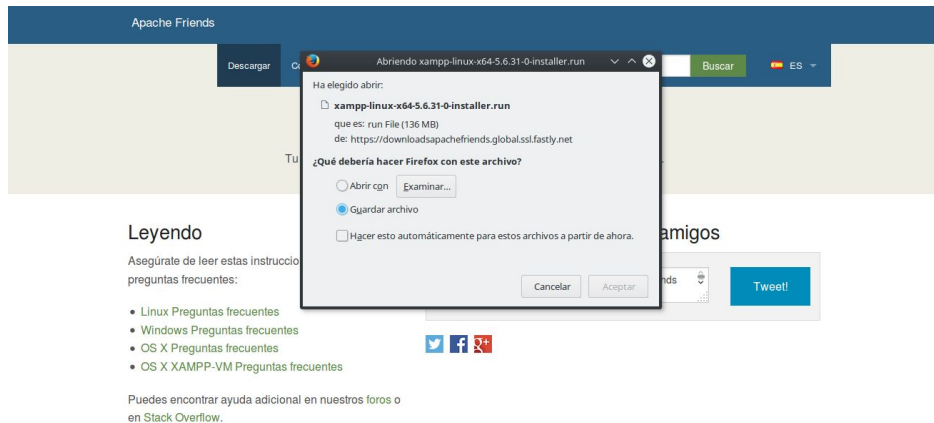 Apache Friends
Descargar
Buscar
ES
Tu
Abriendo xampp-linux-x64-5.6.31-0-installer.run
Ha elegido abrir:
xampp-linux-x64-5.6.31-0-installer.run
que es: run File (136 MB)
de: https://downloadsapachefriends.global.ssl.fastly.net
¿Qué debería hacer Firefox con este archivo?
Abrir con Examinar...
Guardar archivo
Hacer esto automáticamente para estos archivos a partir de ahora.
Cancelar Aceptar
Leyendo
Asegúrate de leer estas instruccio
preguntas frecuentes:
Linux Preguntas frecuentes
Windows Preguntas frecuentes
OS X Preguntas frecuentes
OS X XAMPP-VM Preguntas frecuentes
Puedes encontrar ayuda adicional en nuestros foros o
en Stack Overflow.
amigos
nds
Tweet!